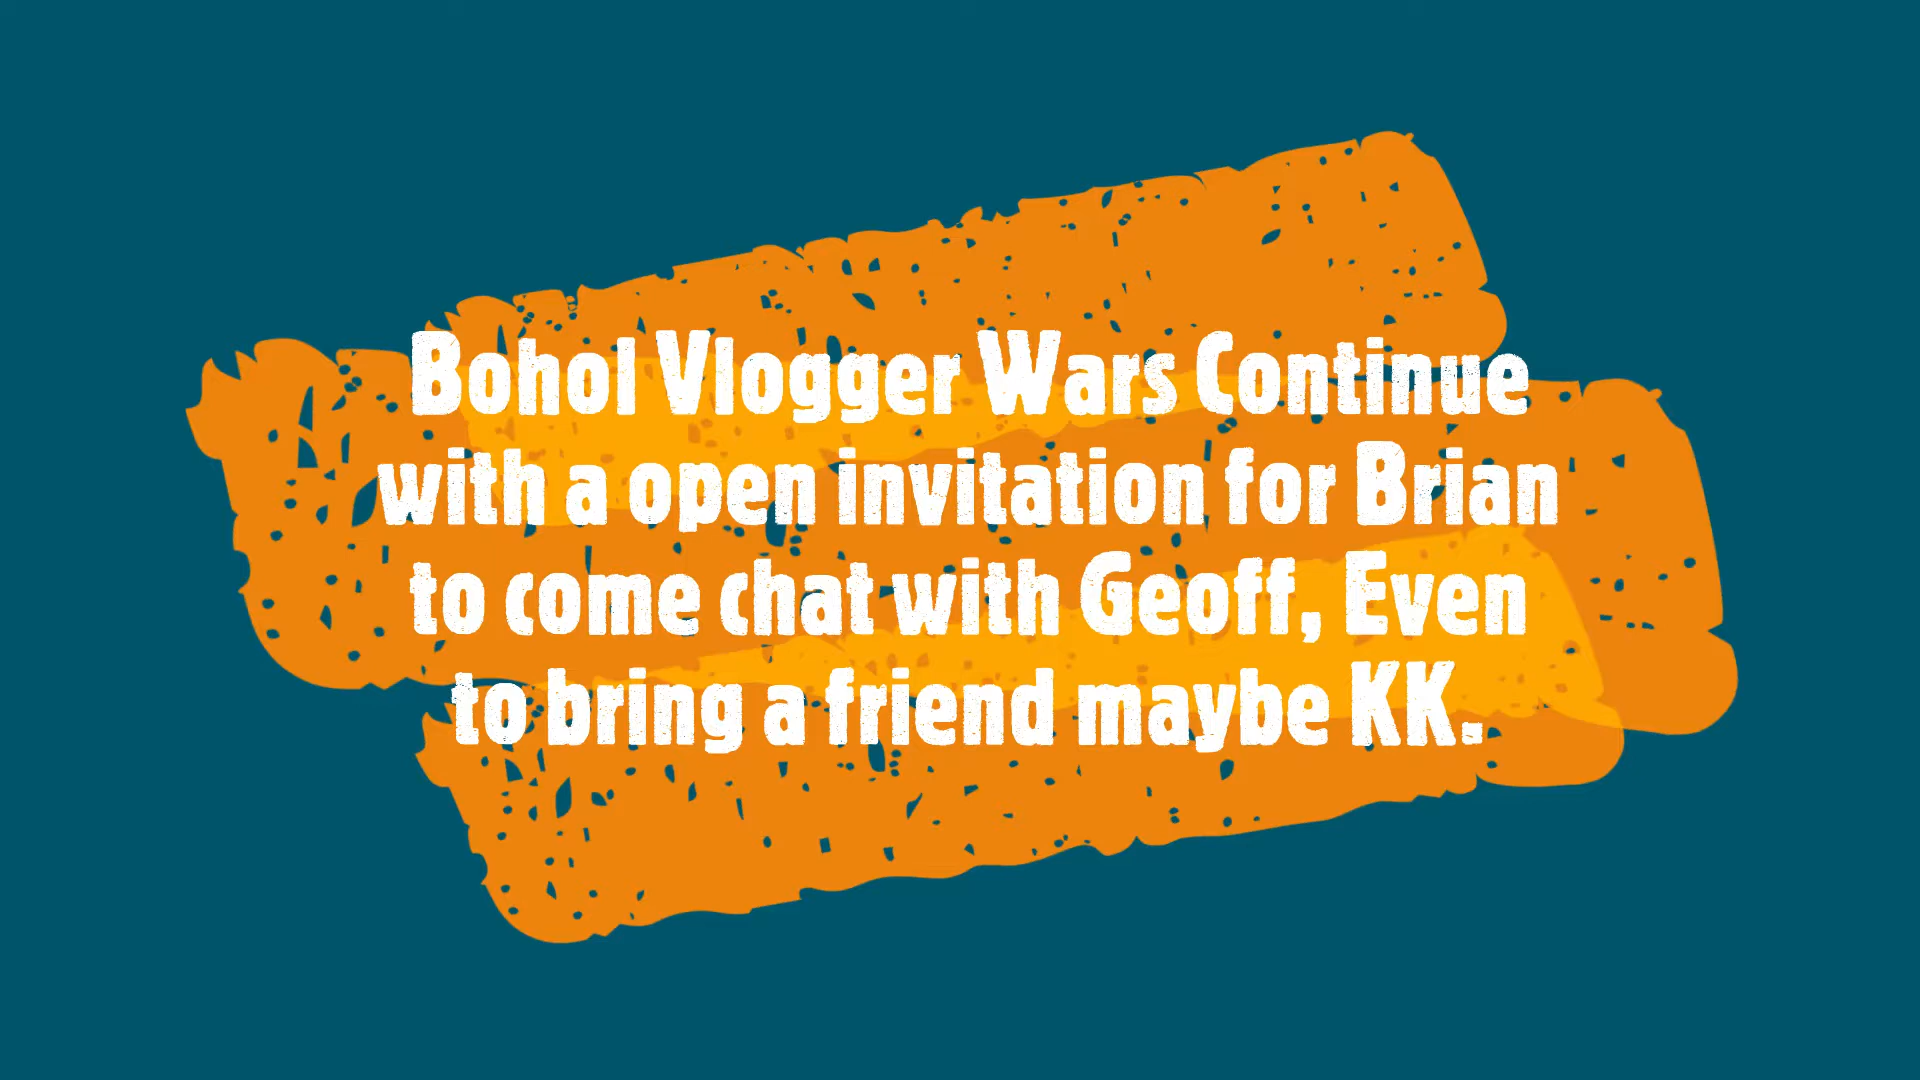 Bohol Vlogger Wars Continue
with a open invitation for Brian
to come chat with Geoff, Even
to bring a friend maybe KK.